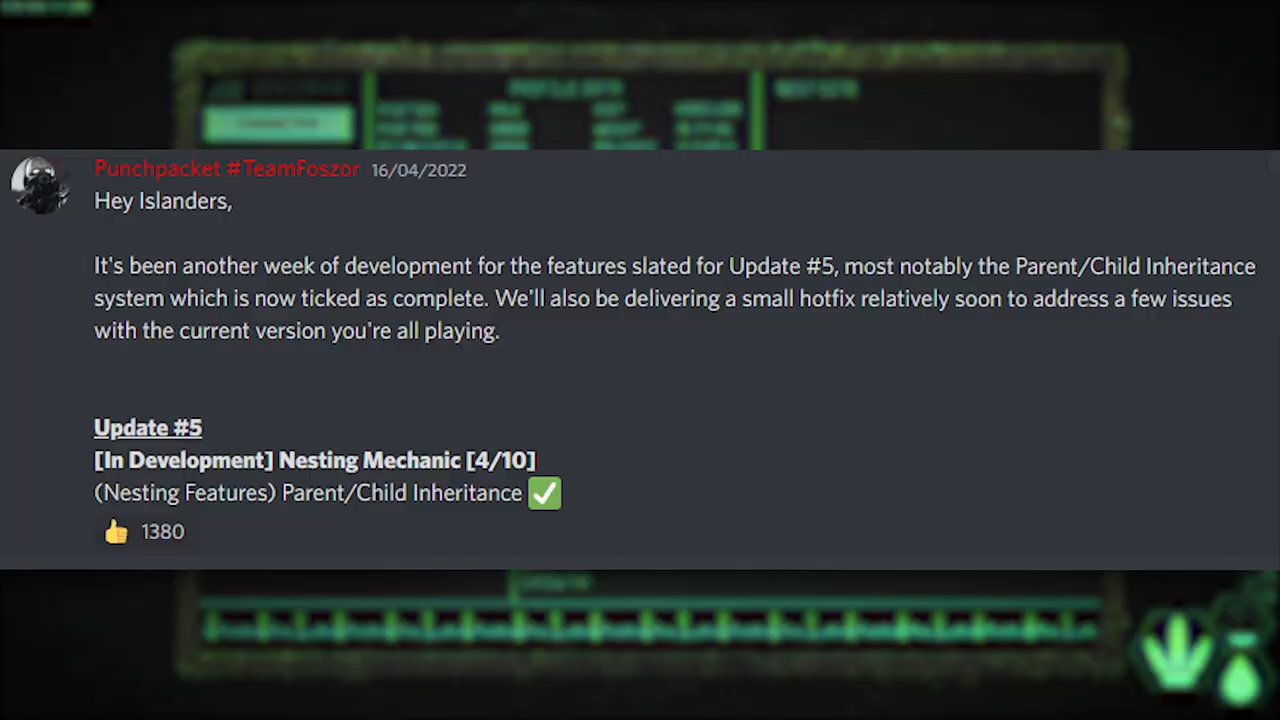 Punchpacket #TeamFoszor 16/04/2022
Hey Islanders,
It's been another week of development for the features slated for Update #5, most notably the Parent/Child Inheritance
system which is now ticked as complete. We'll also be delivering a small hotfix relatively soon to address a few issues
with the current version you're all playing.
Update #5
[In Development] Nesting Mechanic [4/10]
(Nesting Features) Parent/Child Inheritance ✅
👍 1380